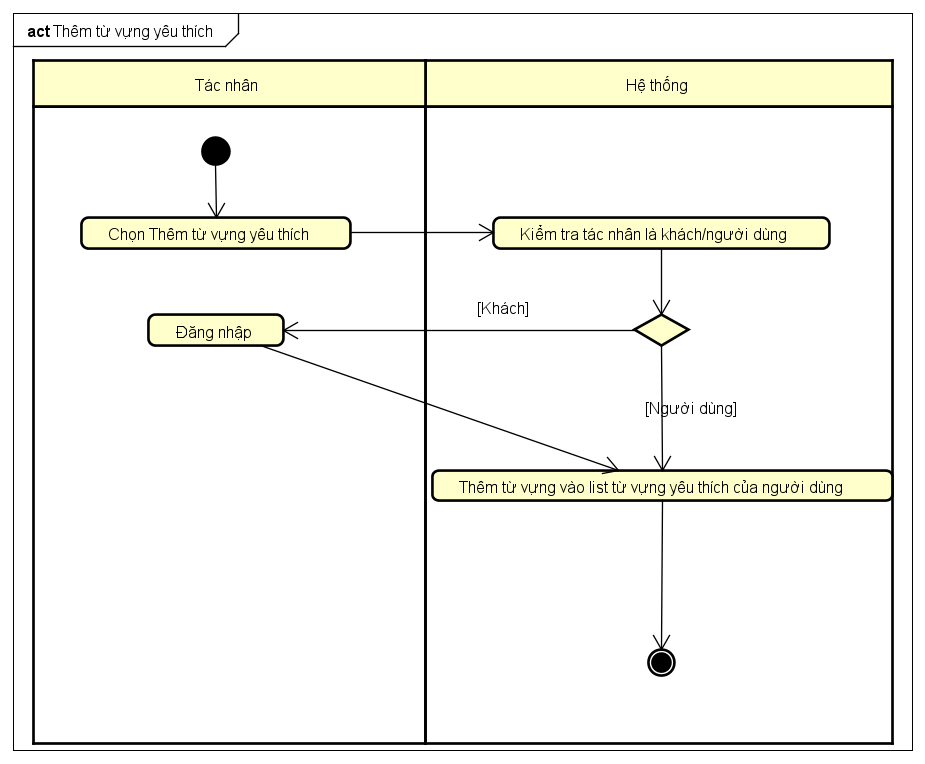 act Thêm từ vựng yêu thích
Tác nhân
Hệ thống
Chọn Thêm từ vựng yêu thích
Kiểm tra tác nhân là khách/người dùng
[Khách]
Đăng nhập
[Người dùng]
Thêm từ vựng vào list từ vựng yêu thích của người dùng